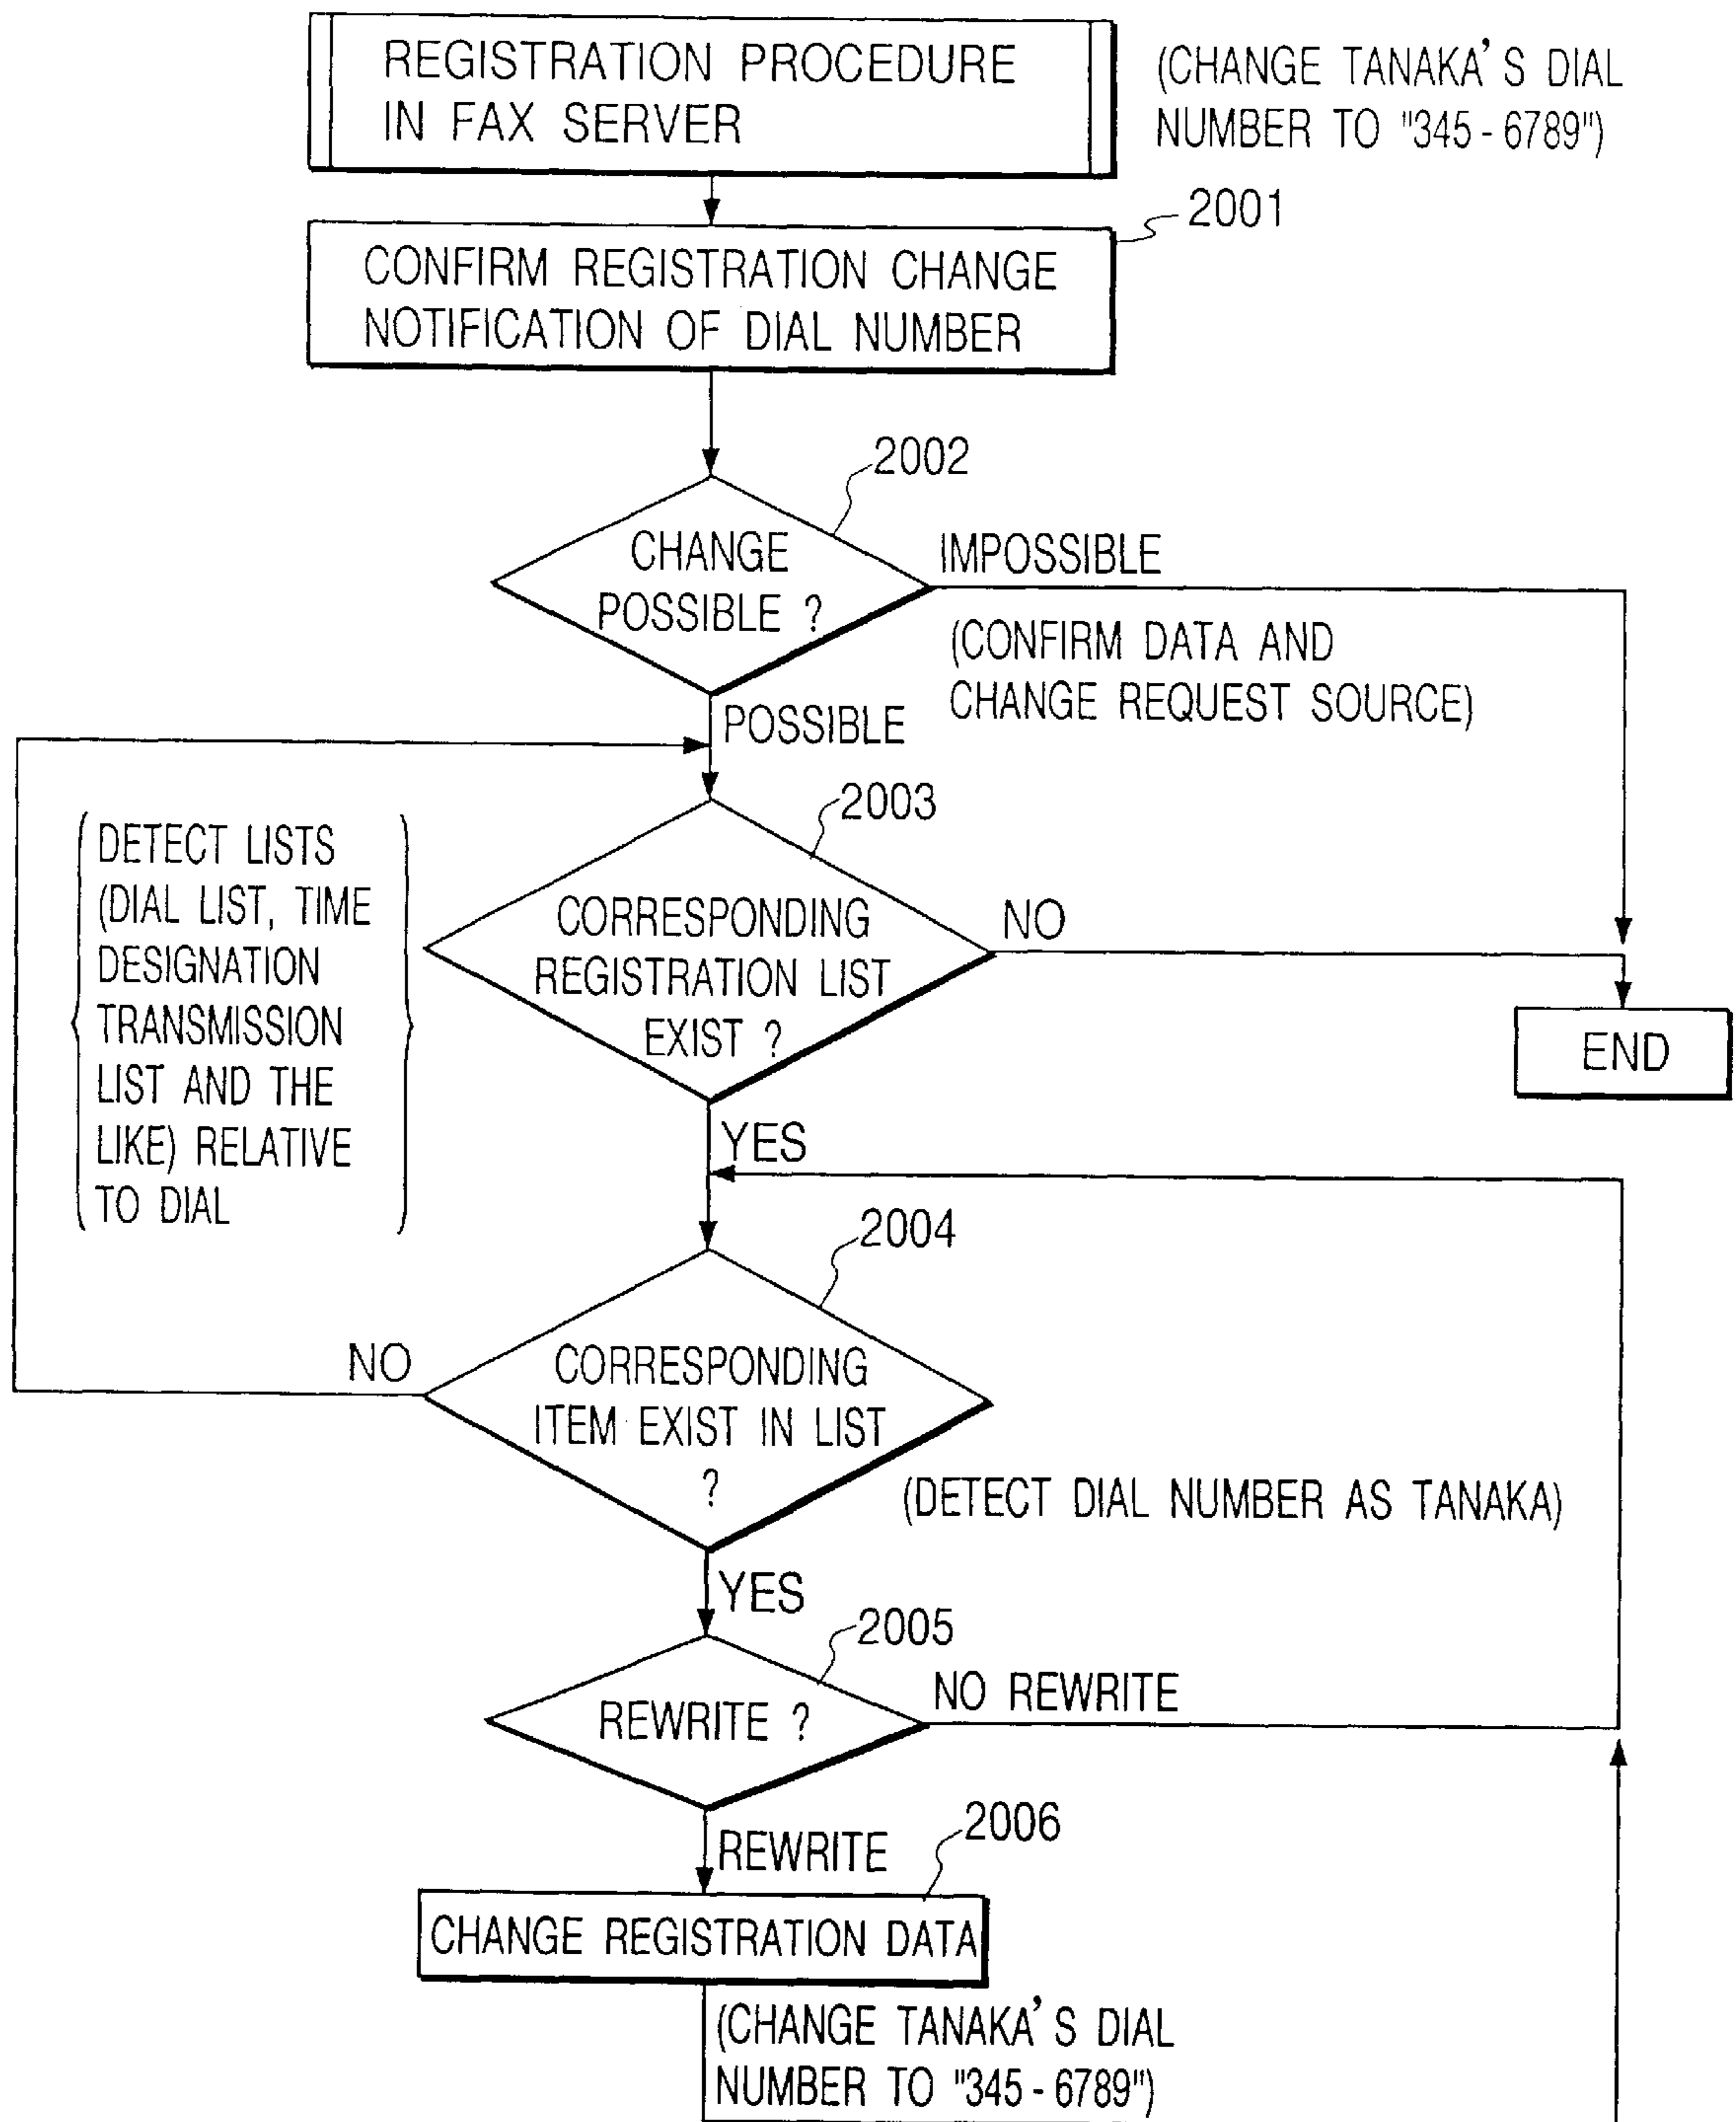 REGISTRATION PROCEDURE
IN FAX SERVER
(CHANGE TANAKA'S DIAL
NUMBER TO "345-6789")
2001
CONFIRM REGISTRATION CHANGE
NOTIFICATION OF DIAL NUMBER
2002
CHANGE
POSSIBLE ?
IMPOSSIBLE
(CONFIRM DATA AND
CHANGE REQUEST SOURCE)
POSSIBLE
2003
DETECT LISTS
(DIAL LIST, TIME
DESIGNATION
TRANSMISSION
LIST AND THE
LIKE) RELATIVE
TO DIAL
CORRESPONDING
REGISTRATION LIST
EXIST ?
NO
END
YES
2004
NO
CORRESPONDING
ITEM EXIST IN LIST
?
(DETECT DIAL NUMBER AS TANAKA)
YES
2005
REWRITE ?
NO REWRITE
REWRITE
2006
CHANGE REGISTRATION DATA
(CHANGE TANAKA'S DIAL
NUMBER TO "345-6789")